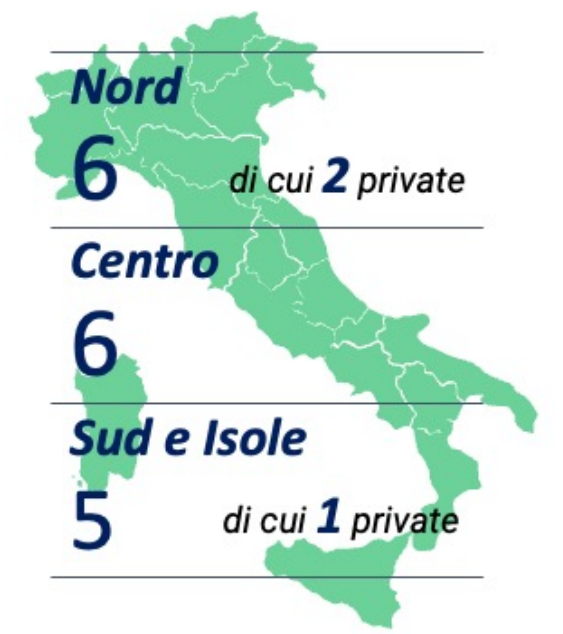 Nord
6 di cui 2 private
Centro
6
Sud e Isole
5 di cui 1 private